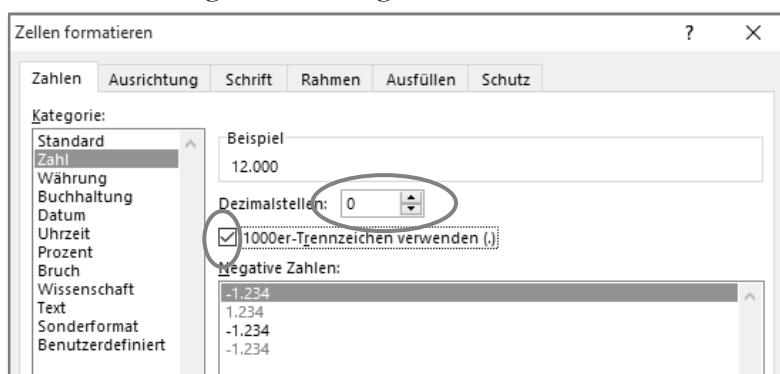 Zellen formatieren ? ×
Zahlen Ausrichtung Schrift Rahmen Ausfüllen Schutz
Kategorie:
Standard
Zahl
Währung
Buchhaltung
Datum
Uhrzeit
Prozent
Bruch
Wissenschaft
Text
Sonderformat
Benutzerdefiniert
Beispiel
12.000
Dezimalstellen: 0
1000er-Trennzeichen verwenden (.)
Negative Zahlen:
-1.234
1.234
-1.234
-1.234